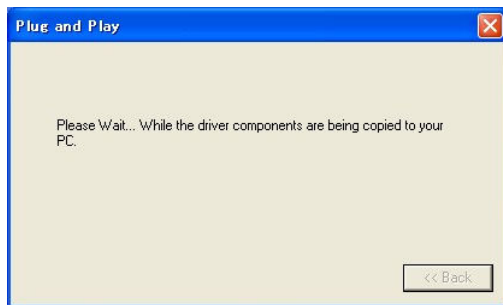 Plug and Play
Please Wait... While the driver components are being copied to your
PC.
<< Back